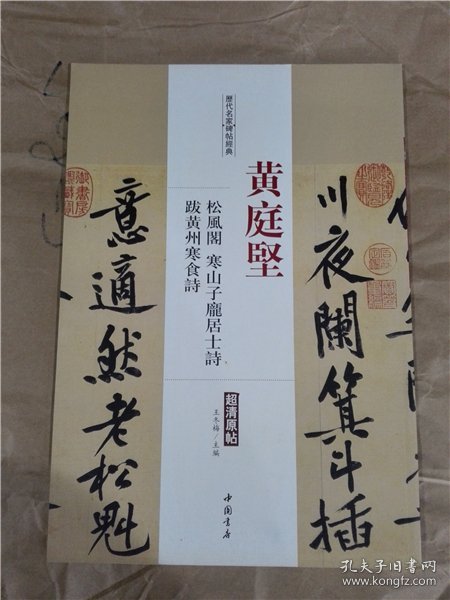 歷代名家碑帖經典
黄庭堅
松風閣 寒山子龐居士詩
跋黄州寒食詩
超清原帖
王冬梅/主編
中国書店
川夜闌箕斗插
意適然老松魁
孔夫子旧书网
www.kongfz.com